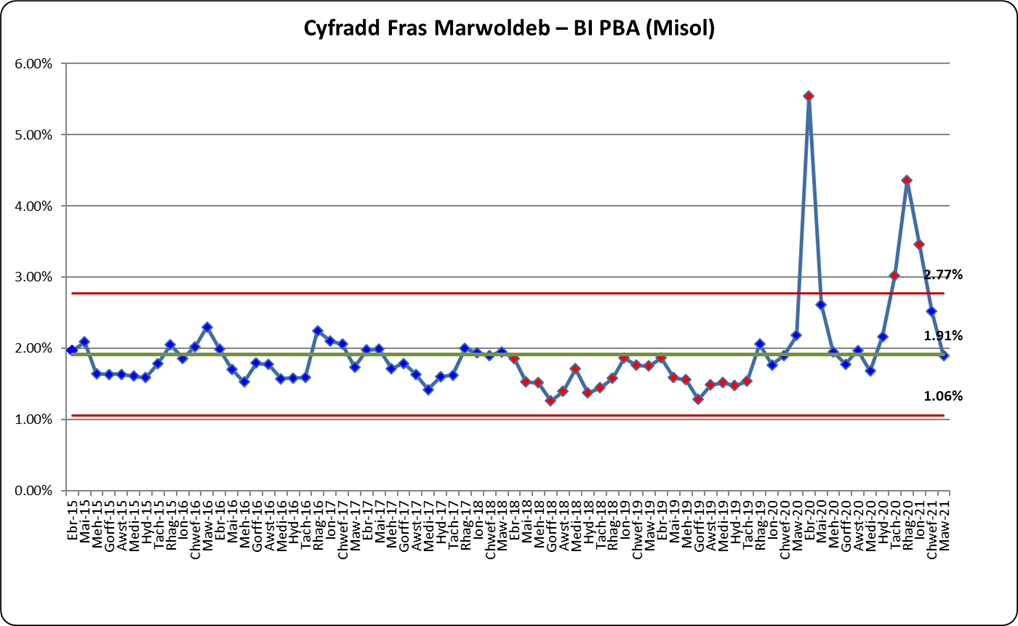 Cyfradd Fras Marwoldeb – BI PBA (Misol)
6.00%
5.00%
4.00%
3.00%
2.00%
1.00%
0.00%
2.77%
1.91%
1.06%
Ebr-15
Mai-15
Meh-15
Gorff-15
Awst-15
Medi-15
Hyd-15
Tach-15
Rhag-15
Ion-16
Chwef-16
Maw-16
Ebr-16
Mai-16
Meh-16
Gorff-16
Awst-16
Medi-16
Hyd-16
Tach-16
Rhag-16
Ion-17
Chwef-17
Maw-17
Ebr-17
Mai-17
Meh-17
Gorff-17
Awst-17
Medi-17
Hyd-17
Tach-17
Rhag-17
Ion-18
Chwef-18
Maw-18
Ebr-18
Mai-18
Meh-18
Gorff-18
Awst-18
Medi-18
Hyd-18
Tach-18
Rhag-18
Ion-19
Chwef-19
Maw-19
Ebr-19
Mai-19
Meh-19
Gorff-19
Awst-19
Medi-19
Hyd-19
Tach-19
Rhag-19
Ion-20
Chwef-20
Maw-20
Ebr-20
Mai-20
Meh-20
Gorff-20
Awst-20
Medi-20
Hyd-20
Tach-20
Rhag-20
Ion-21
Chwef-21
Maw-21